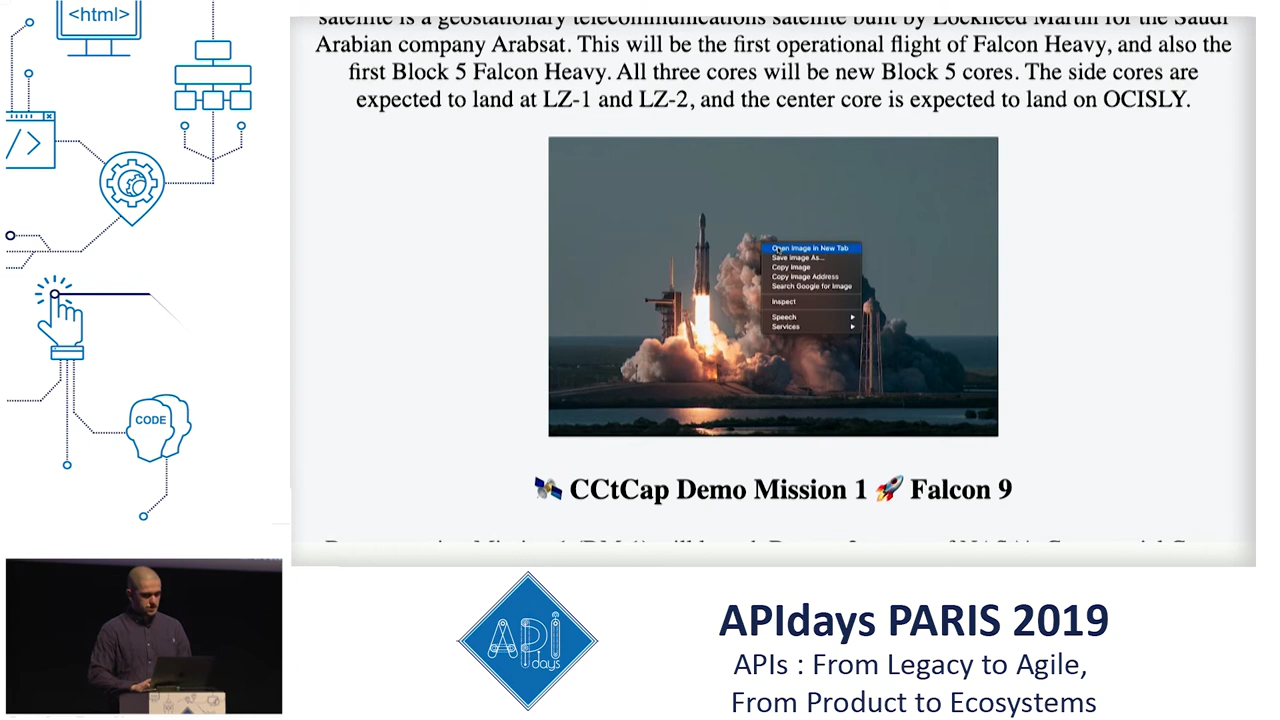 <html>
satellite is a geostationary telecommunications satellite built by Lockheed Martin for the Saudi
Arabian company Arabsat. This will be the first operational flight of Falcon Heavy, and also the
first Block 5 Falcon Heavy. All three cores will be new Block 5 cores. The side cores are
expected to land at LZ-1 and LZ-2, and the center core is expected to land on OCISLY.
</>
Open Image in New Tab
Save Image As...
Copy Image
Copy Image Address
Search Google for Image
Inspect
Speech
Services
CODE
CCtCap Demo Mission 1 🚀 Falcon 9
API
days
APIdays PARIS 2019
APIs : From Legacy to Agile,
From Product to Ecosystems